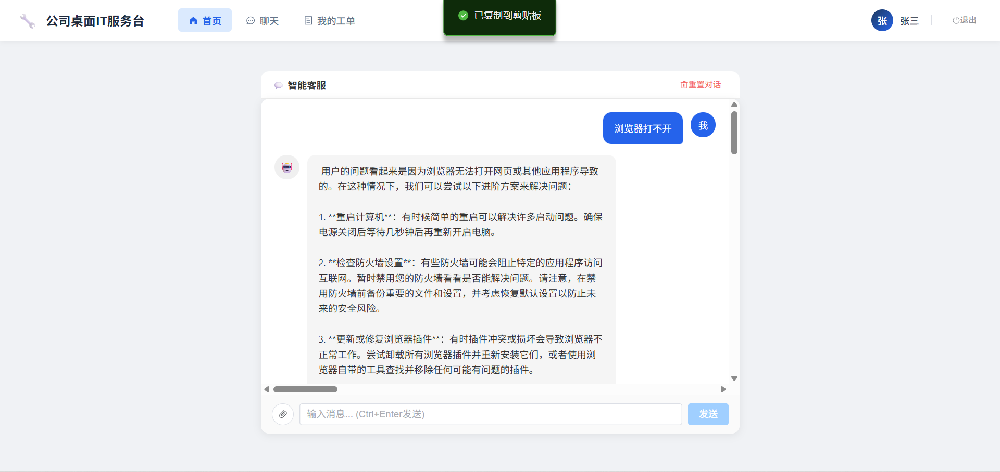 公司桌面IT服务台
首页
聊天
我的工单
已复制到剪贴板
张
张三
退出
智能客服
重置对话
浏览器打不开
我
用户的问题看起来是因为浏览器无法打开网页或其他应用程序导致
的。在这种情况下，我们可以尝试以下进阶方案来解决问题：
1. **重启计算机**：有时候简单的重启可以解决许多启动问题。确保
电源关闭后等待几秒钟后再重新开启电脑。
2. **检查防火墙设置**：有些防火墙可能会阻止特定的应用程序访问
互联网。暂时禁用您的防火墙看看是否能解决问题。请注意，在禁
用防火墙前备份重要的文件和设置，并考虑恢复默认设置以防止未
来的安全风险。
3. **更新或修复浏览器插件**：有时插件冲突或损坏会导致浏览器不
正常工作。尝试卸载所有浏览器插件并重新安装它们，或者使用浏
览器自带的工具查找并移除任何可能有问题的插件。
输入消息... (Ctrl+Enter发送)
发送